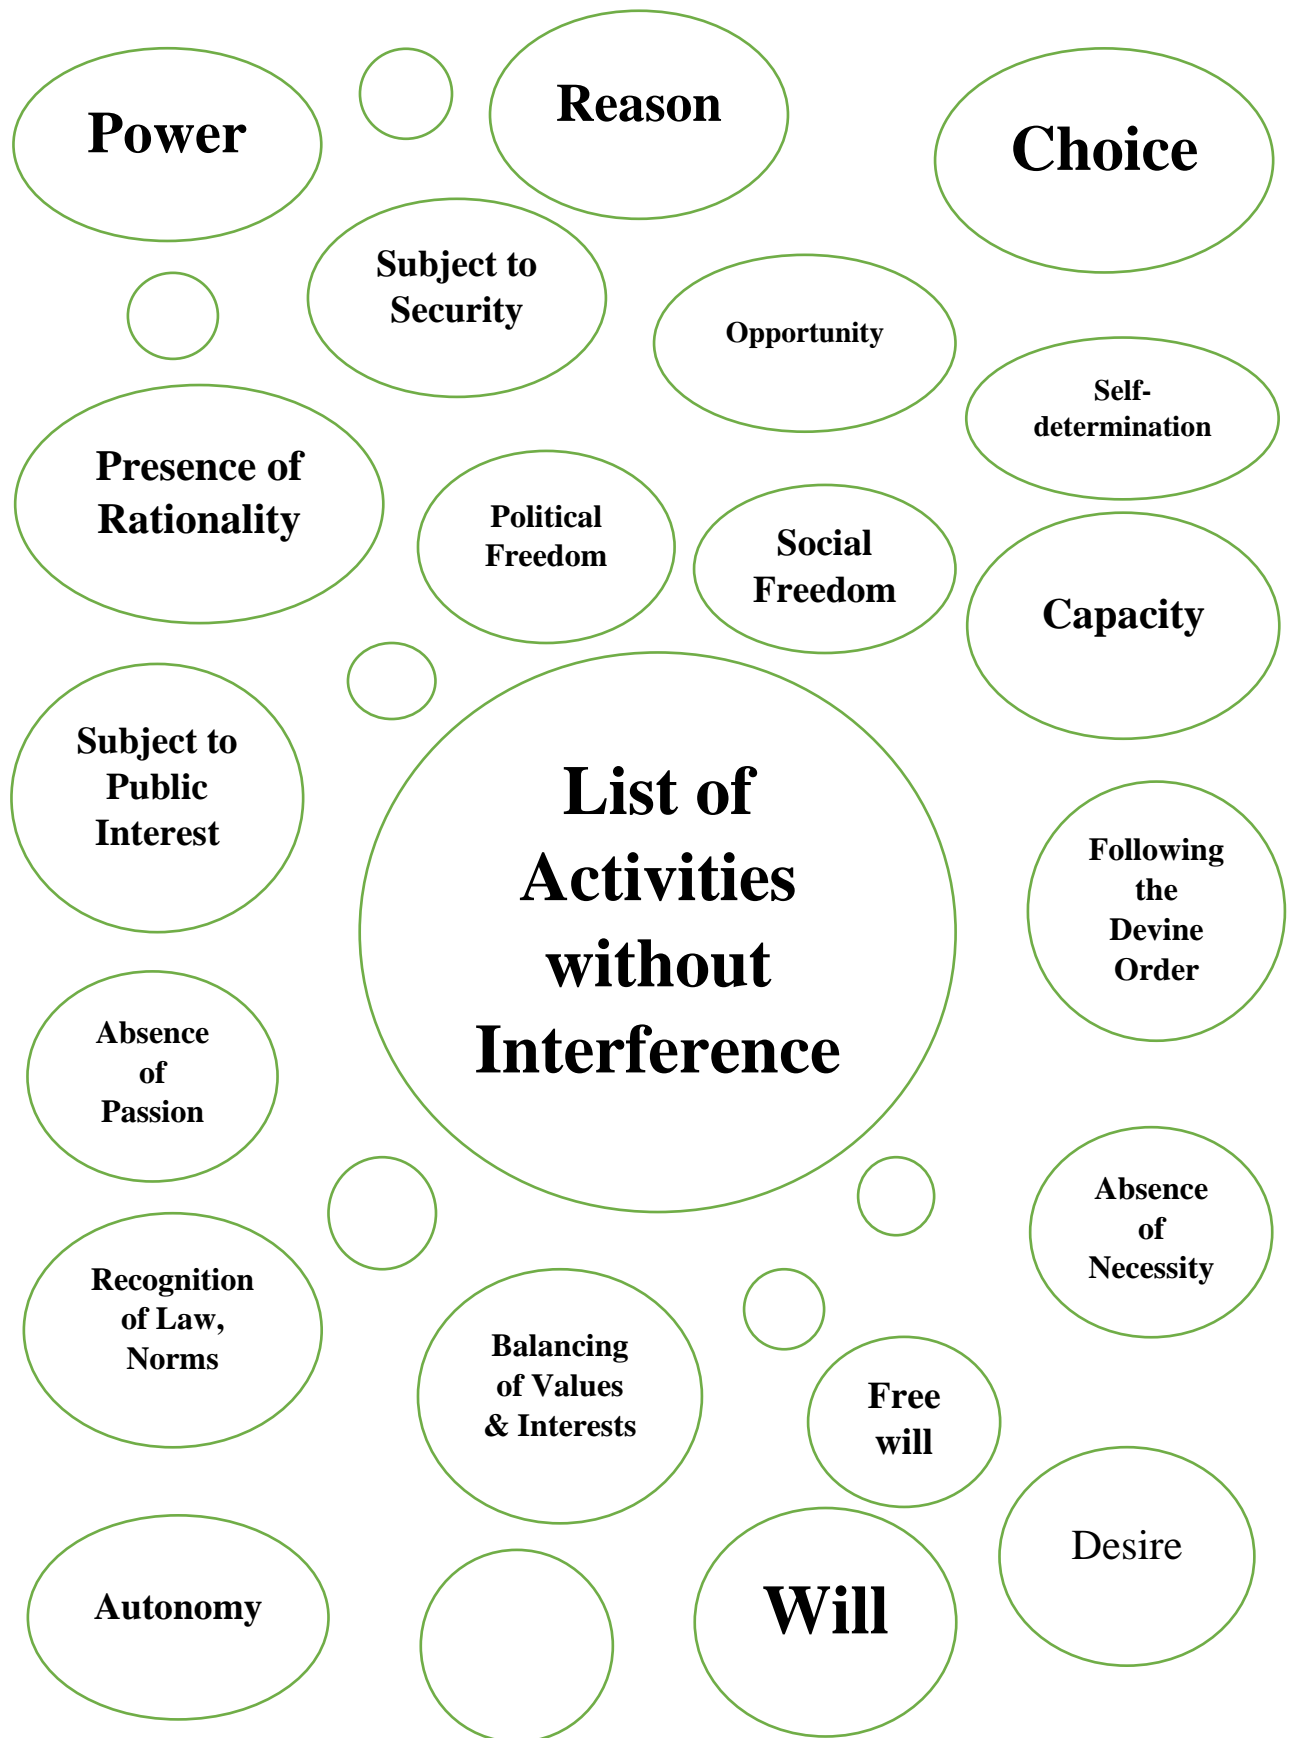 Power
Reason
Choice
Subject to
Security
Opportunity
Self-
determination
Presence of
Rationality
Political
Freedom
Social
Freedom
Capacity
Subject to
Public
Interest
List of
Activities
without
Interference
Following
the
Devine
Order
Absence
of
Passion
Absence
of
Necessity
Recognition
of Law,
Norms
Balancing
of Values
& Interests
Free
will
Desire
Autonomy
Will